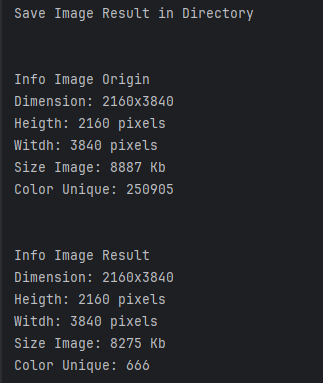 Save Image Result in Directory
Info Image Origin
Dimension: 2160x3840
Heigth: 2160 pixels
Witdh: 3840 pixels
Size Image: 8887 Kb
Color Unique: 250905
Info Image Result
Dimension: 2160x3840
Heigth: 2160 pixels
Witdh: 3840 pixels
Size Image: 8275 Kb
Color Unique: 666